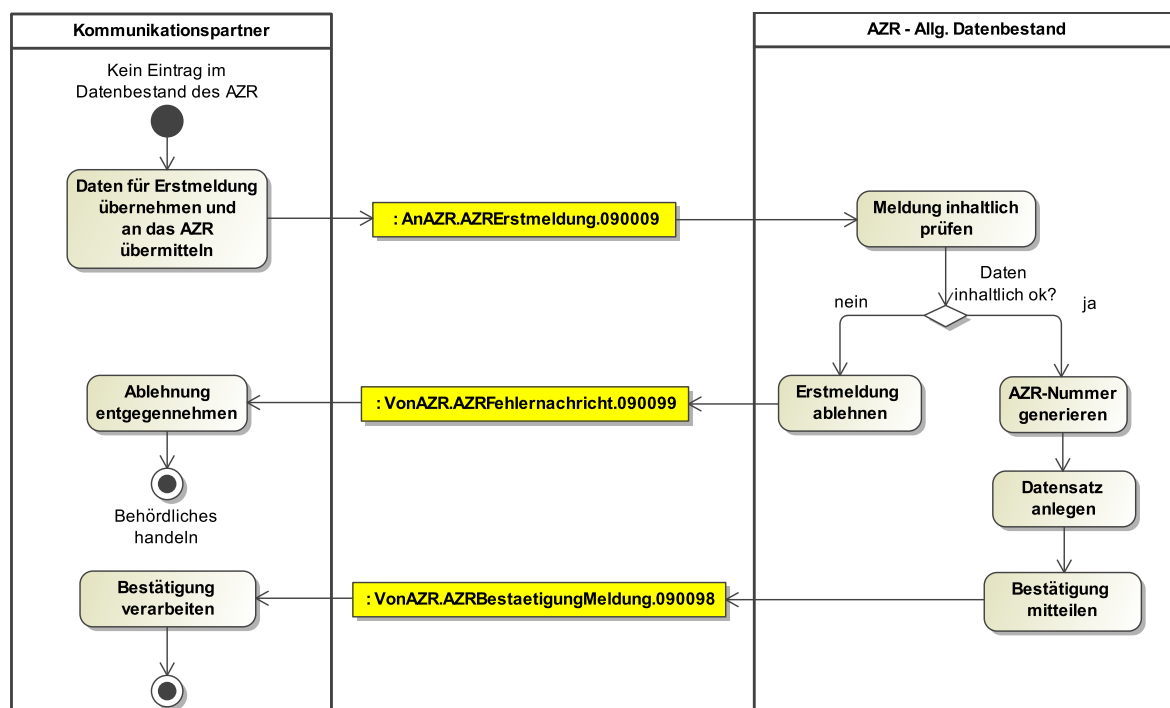 Kommunikationspartner
AZR - Allg. Datenbestand
Kein Eintrag im
Datenbestand des AZR
Daten für Erstmeldung
übernehmen und
an das AZR
übermitteln
: AnAZR.AZRErstmeldung.090009
Meldung inhaltlich
prüfen
Daten
inhaltlich ok?
nein
ja
Ablehnung
entgegennehmen
: VonAZR.AZRFehlernachricht.090099
Erstmeldung
ablehnen
AZR-Nummer
generieren
Behördliches
handeln
Datensatz
anlegen
Bestätigung
verarbeiten
: VonAZR.AZRBestaetigungMeldung.090098
Bestätigung
mitteilen